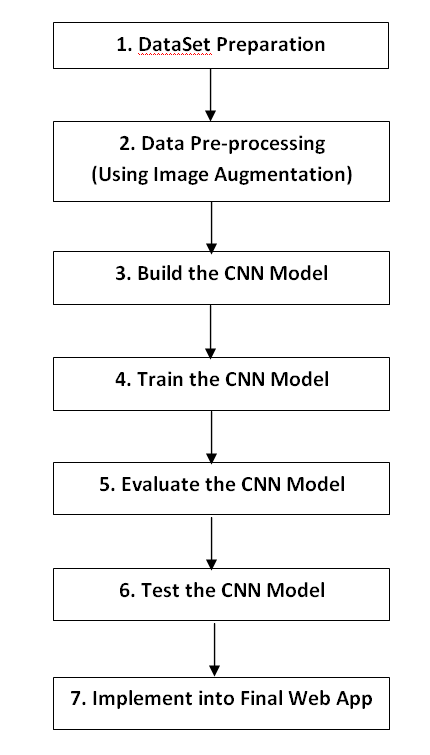 1. DataSet Preparation
2. Data Pre-processing
(Using Image Augmentation)
3. Build the CNN Model
4. Train the CNN Model
5. Evaluate the CNN Model
6. Test the CNN Model
7. Implement into Final Web App